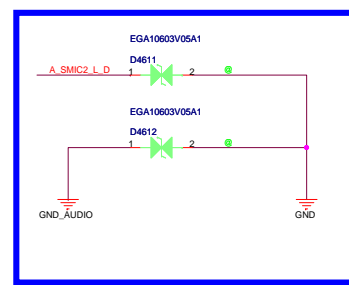 EGA10603V05A1
D4611
A_SMIC2_L_D 1 2 @
EGA10603V05A1
D4612
1 2 @
GND_AUDIO GND